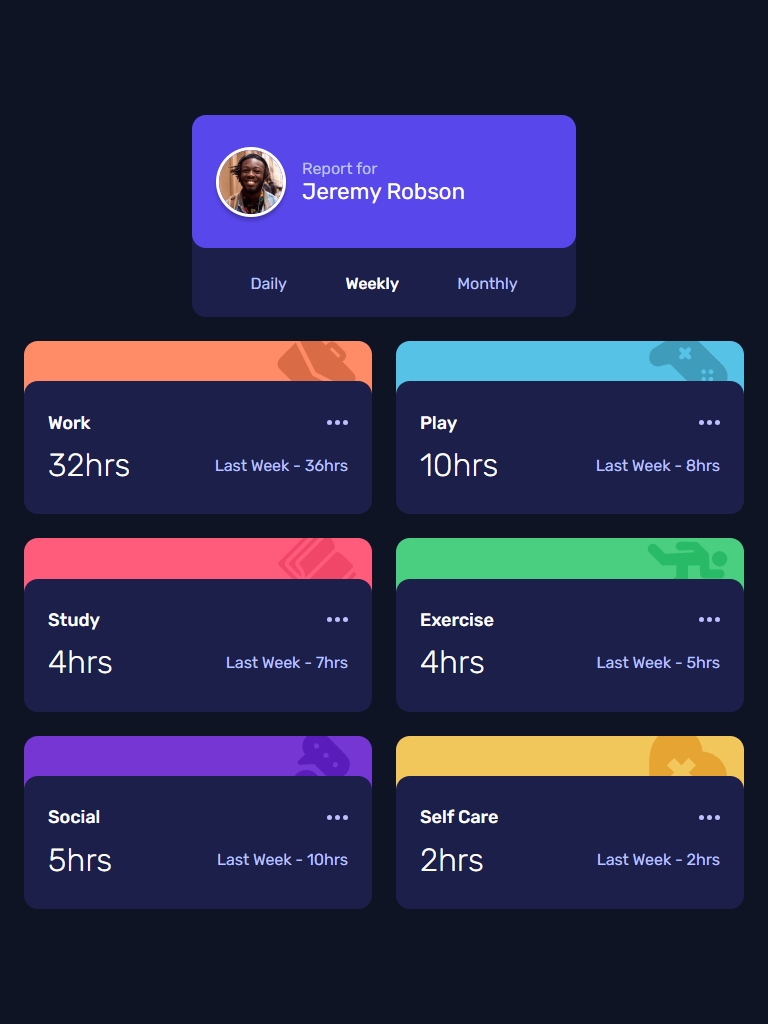 Report for
Jeremy Robson
Daily Weekly Monthly
Work
32hrs Last Week - 36hrs
Play
10hrs Last Week - 8hrs
Study
4hrs Last Week - 7hrs
Exercise
4hrs Last Week - 5hrs
Social
5hrs Last Week - 10hrs
Self Care
2hrs Last Week - 2hrs